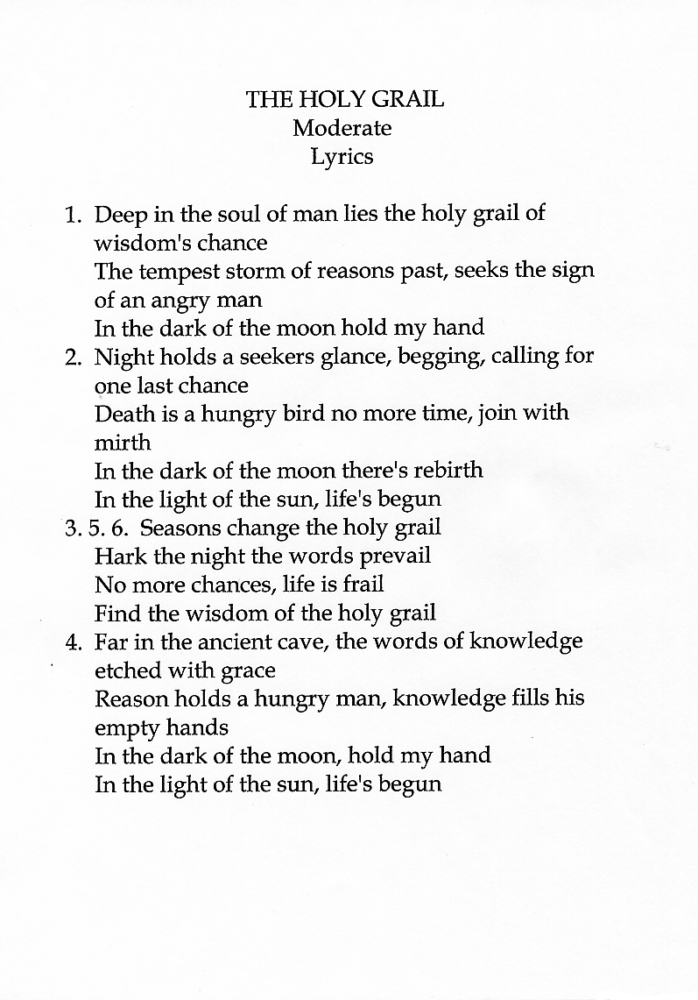 THE HOLY GRAIL
Moderate
Lyrics
1. Deep in the soul of man lies the holy grail of
wisdom's chance
The tempest storm of reasons past, seeks the sign
of an angry man
In the dark of the moon hold my hand
2. Night holds a seekers glance, begging, calling for
one last chance
Death is a hungry bird no more time, join with
mirth
In the dark of the moon there's rebirth
In the light of the sun, life's begun
3. 5. 6. Seasons change the holy grail
Hark the night the words prevail
No more chances, life is frail
Find the wisdom of the holy grail
4. Far in the ancient cave, the words of knowledge
etched with grace
Reason holds a hungry man, knowledge fills his
empty hands
In the dark of the moon, hold my hand
In the light of the sun, life's begun